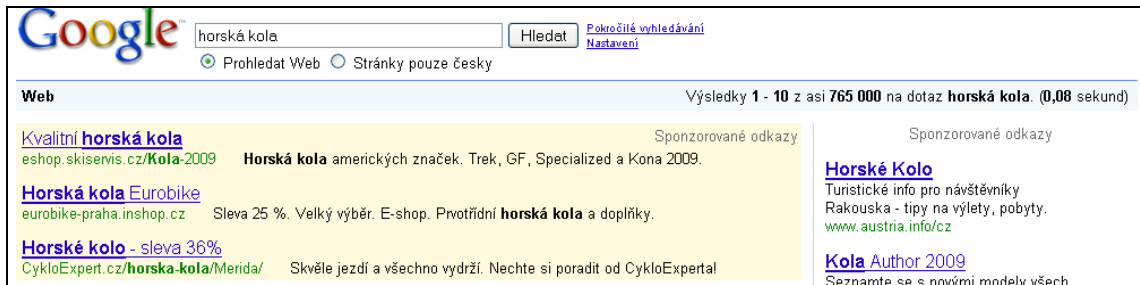 Google™
horská kola
Hledat
Pokročilé vyhledávání
Nastavení
Prohledat Web
Stránky pouze česky
Web
Výsledky 1 - 10 z asi 765 000 na dotaz horská kola. (0,08 sekund)
Kvalitní horská kola
Sponzorované odkazy
eshop.skiservis.cz/Kola-2009 Horská kola amerických značek. Trek, GF, Specialized a Kona 2009.
Horská kola Eurobike
eurobike-praha.inshop.cz Sleva 25 %. Velký výběr. E-shop. Prvotřídní horská kola a doplňky.
Horské kolo - sleva 36%
CykloExpert.cz/horska-kola/Merida/ Skvěle jezdí a všechno vydrží. Nechte si poradit od CykloExperta!
Sponzorované odkazy
Horské Kolo
Turistické info pro návštěvníky
Rakouska - tipy na výlety, pobyty.
www.austria.info/cz
Kola Author 2009
Seznamte se s novými modely všech